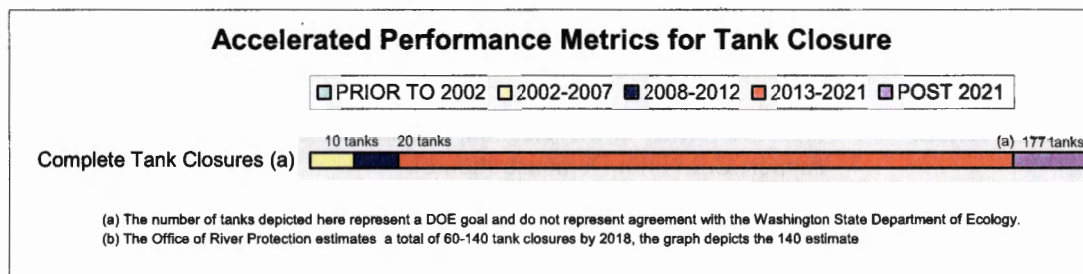 Accelerated Performance Metrics for Tank Closure
PRIOR TO 2002 2002-2007 2008-2012 2013-2021 POST 2021
10 tanks 20 tanks (a) 177 tanks
Complete Tank Closures (a)
(a) The number of tanks depicted here represent a DOE goal and do not represent agreement with the Washington State Department of Ecology.
(b) The Office of River Protection estimates a total of 60-140 tank closures by 2018, the graph depicts the 140 estimate